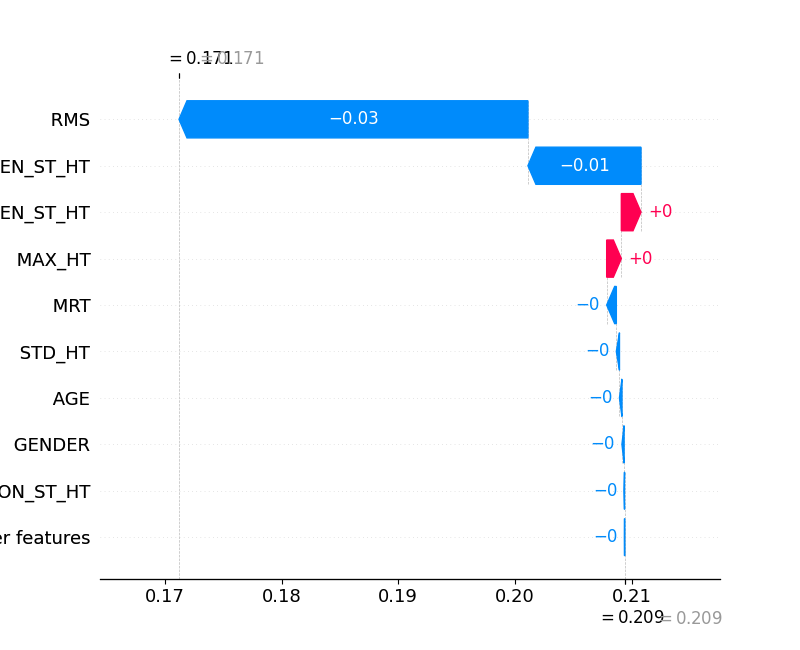 = 0.171 = 0.171
RMS −0.03
EN_ST_HT −0.01
EN_ST_HT +0
MAX_HT +0
MRT −0
STD_HT −0
AGE −0
GENDER −0
ON_ST_HT −0
er features −0
0.17 0.18 0.19 0.20 0.21
= 0.209 = 0.209